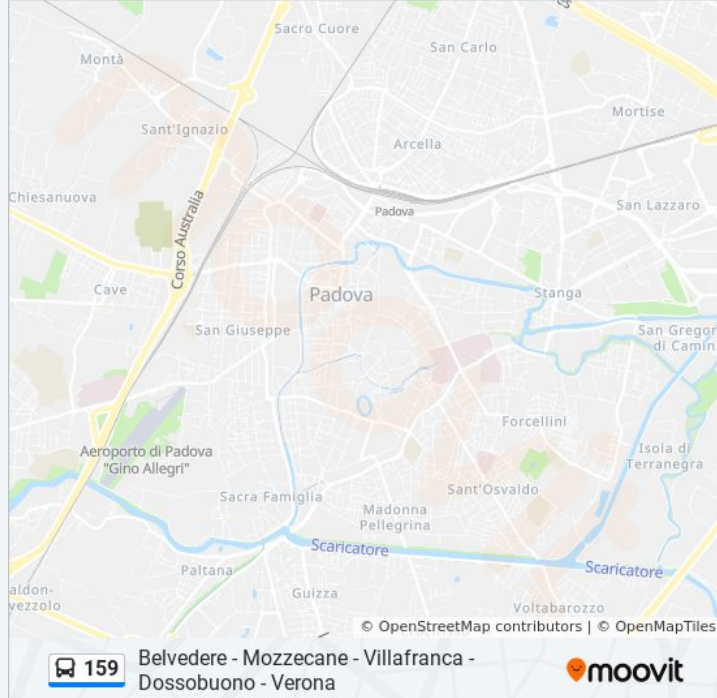 Sacro Cuore
San Carlo
Montà
Mortise
Sant'Ignazio
Arcella
Chiesanuova
Corso Australia
Padova
San Lazzaro
Cave
Padova
Stanga
San Giuseppe
San Gregor
di Camin
Forcellini
Aeroporto di Padova
"Gino Allegri"
Isola di
Terranegra
Sacra Famiglia
Sant'Osvaldo
Madonna
Pellegrina
Scaricatore
Paltana
Scaricatore
aldon-
vezzolo
Guizza
Voltabarozzo
© OpenStreetMap contributors | © OpenMapTiles
159
Belvedere - Mozzecane - Villafranca -
Dossobuono - Verona
moovit